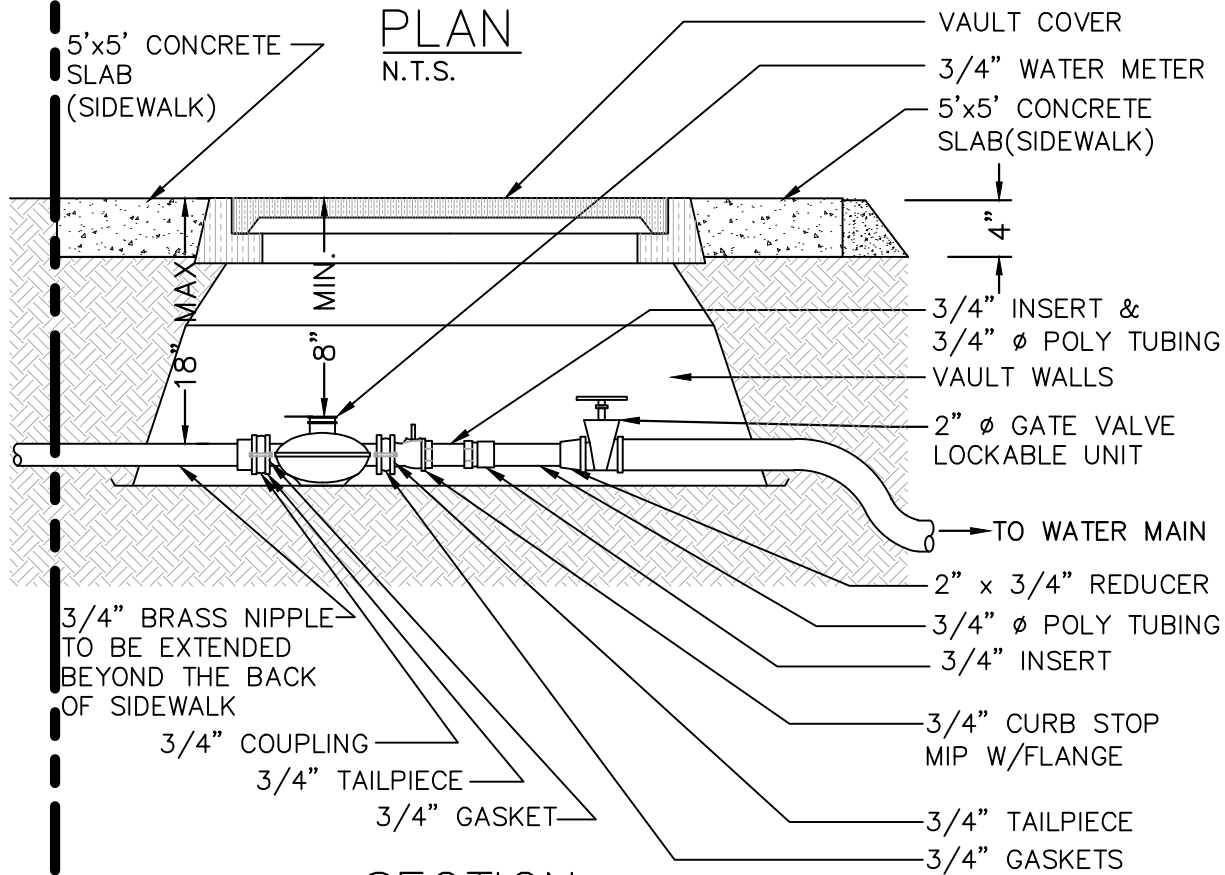 PLAN
N.T.S.
5'x5' CONCRETE
SLAB
(SIDEWALK)
VAULT COVER
3/4" WATER METER
5'x5' CONCRETE
SLAB(SIDEWALK)
4"
18" MAX.
8" MIN.
3/4" INSERT &
3/4" ø POLY TUBING
VAULT WALLS
2" ø GATE VALVE
LOCKABLE UNIT
TO WATER MAIN
2" x 3/4" REDUCER
3/4" ø POLY TUBING
3/4" INSERT
3/4" CURB STOP
MIP W/FLANGE
3/4" TAILPIECE
3/4" GASKETS
3/4" BRASS NIPPLE
TO BE EXTENDED
BEYOND THE BACK
OF SIDEWALK
3/4" COUPLING
3/4" TAILPIECE
3/4" GASKET
SECTION